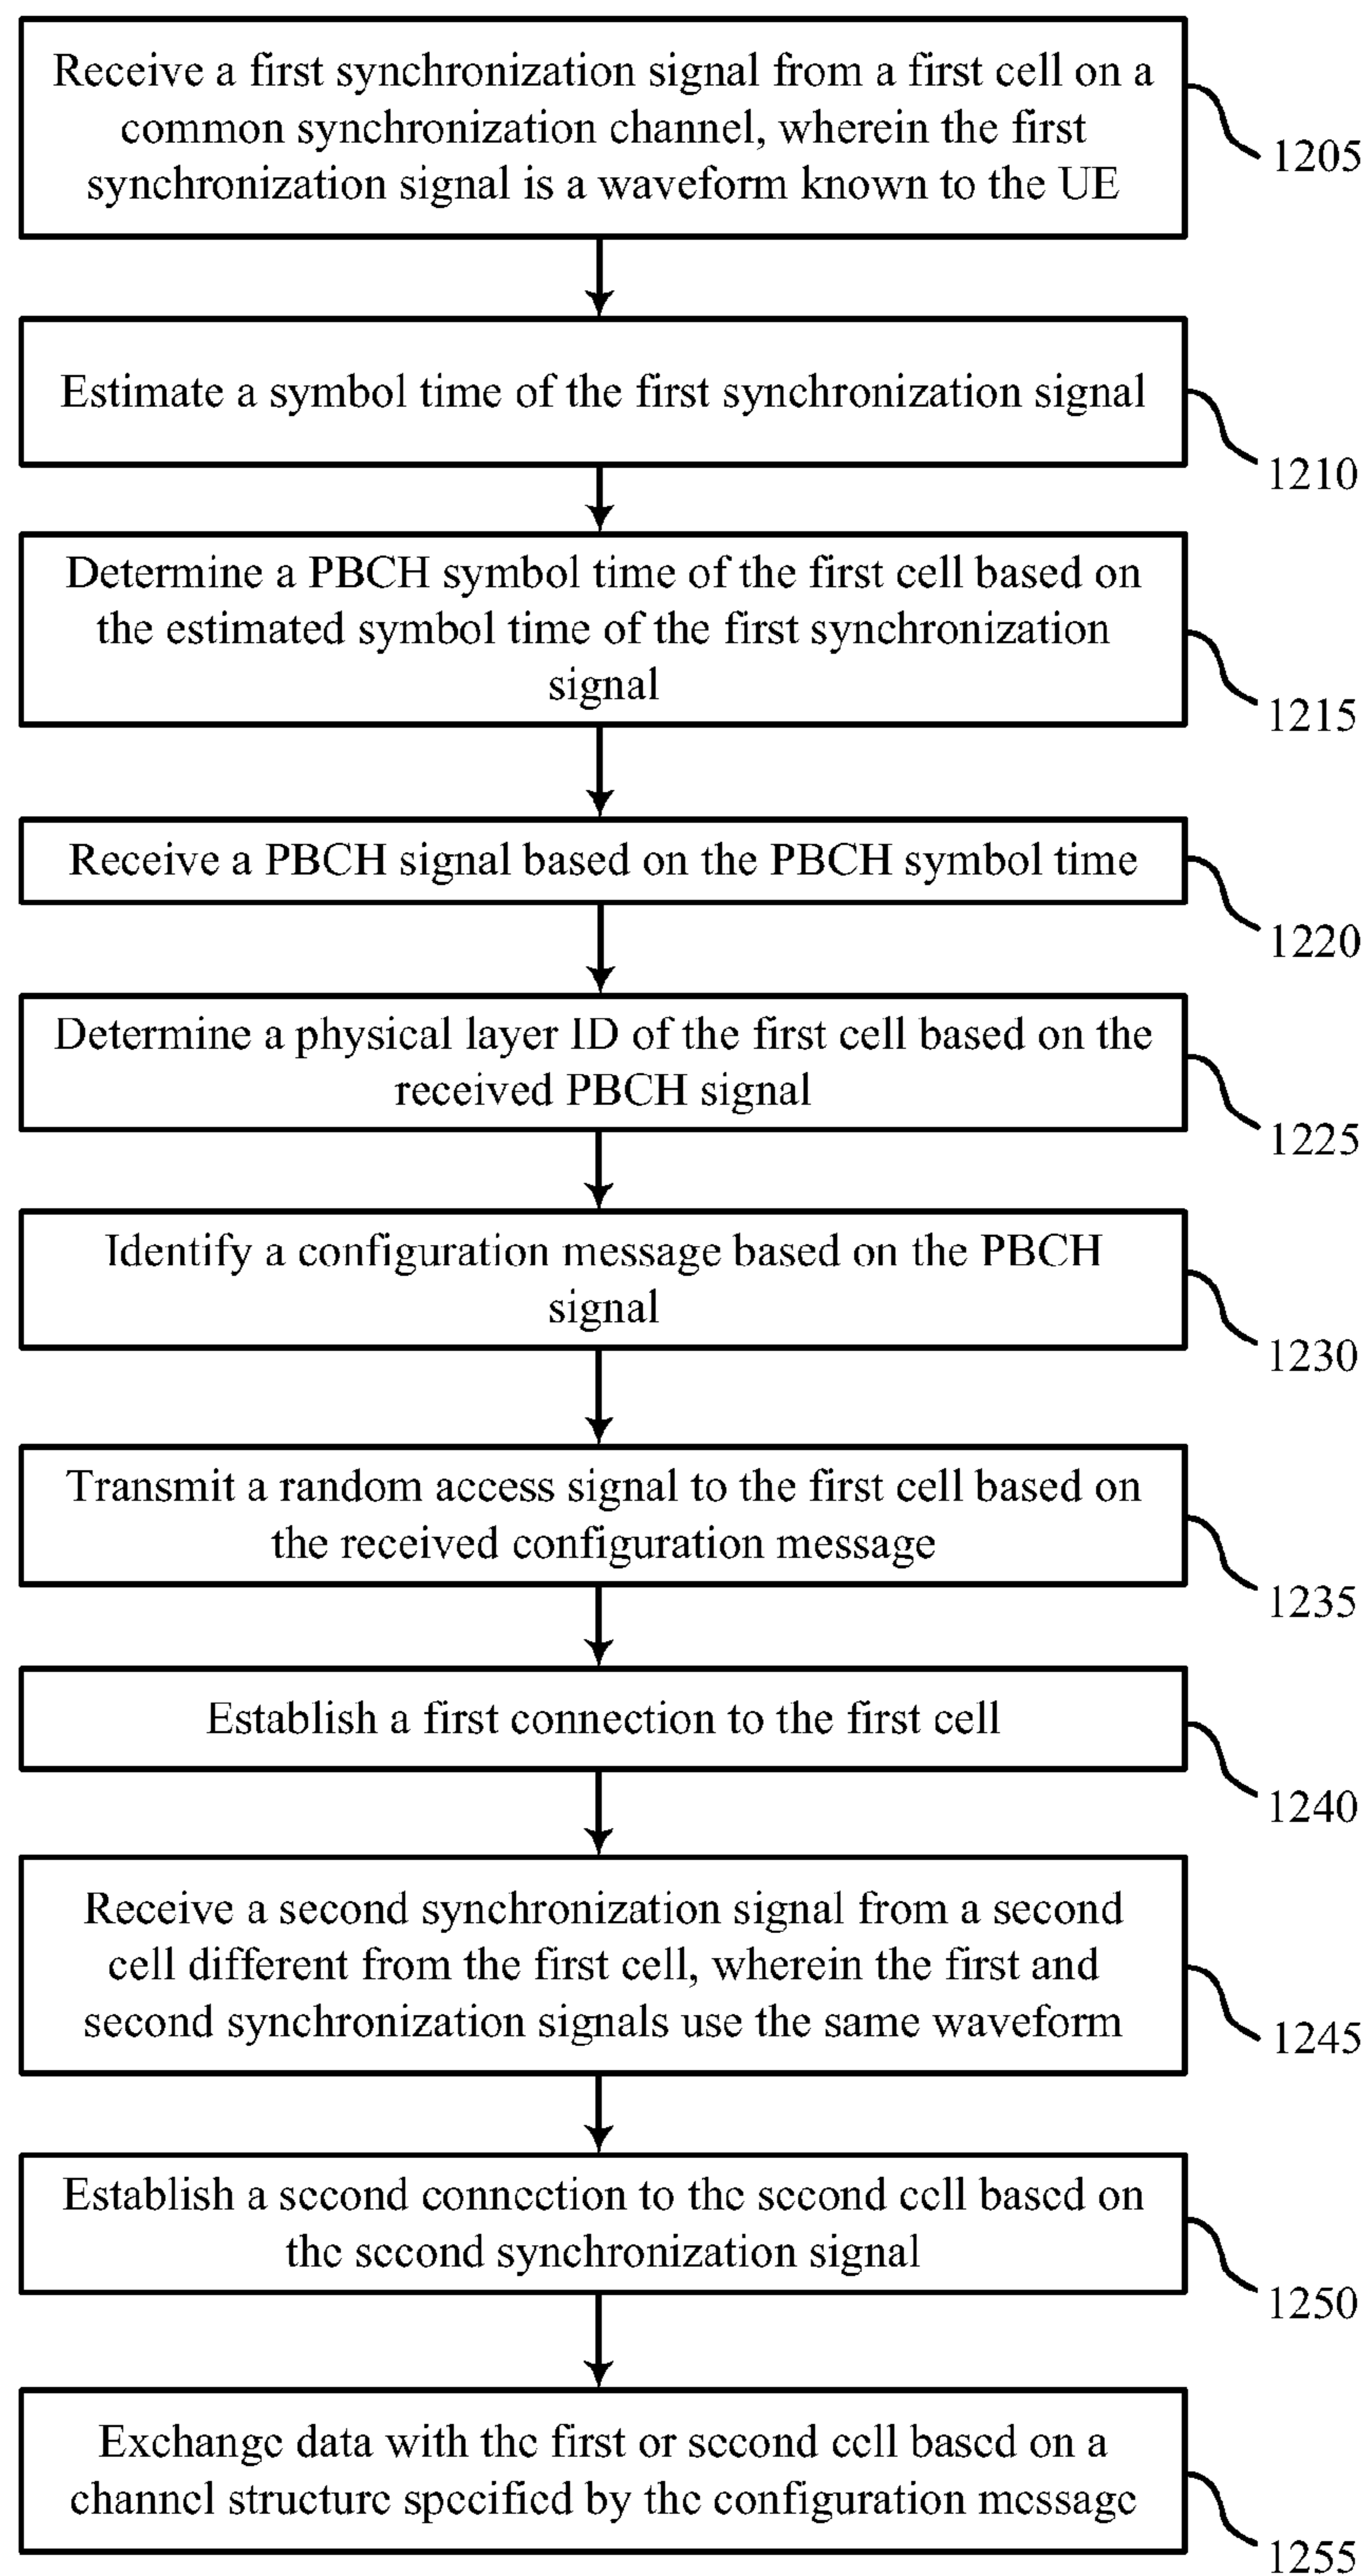 Receive a first synchronization signal from a first cell on a
common synchronization channel, wherein the first
synchronization signal is a waveform known to the UE
1205
Estimate a symbol time of the first synchronization signal
1210
Determine a PBCH symbol time of the first cell based on
the estimated symbol time of the first synchronization
signal
1215
Receive a PBCH signal based on the PBCH symbol time
1220
Determine a physical layer ID of the first cell based on the
received PBCH signal
1225
Identify a configuration message based on the PBCH
signal
1230
Transmit a random access signal to the first cell based on
the received configuration message
1235
Establish a first connection to the first cell
1240
Receive a second synchronization signal from a second
cell different from the first cell, wherein the first and
second synchronization signals use the same waveform
1245
Establish a second connection to the second cell based on
the second synchronization signal
1250
Exchange data with the first or second cell based on a
channel structure specified by the configuration message
1255